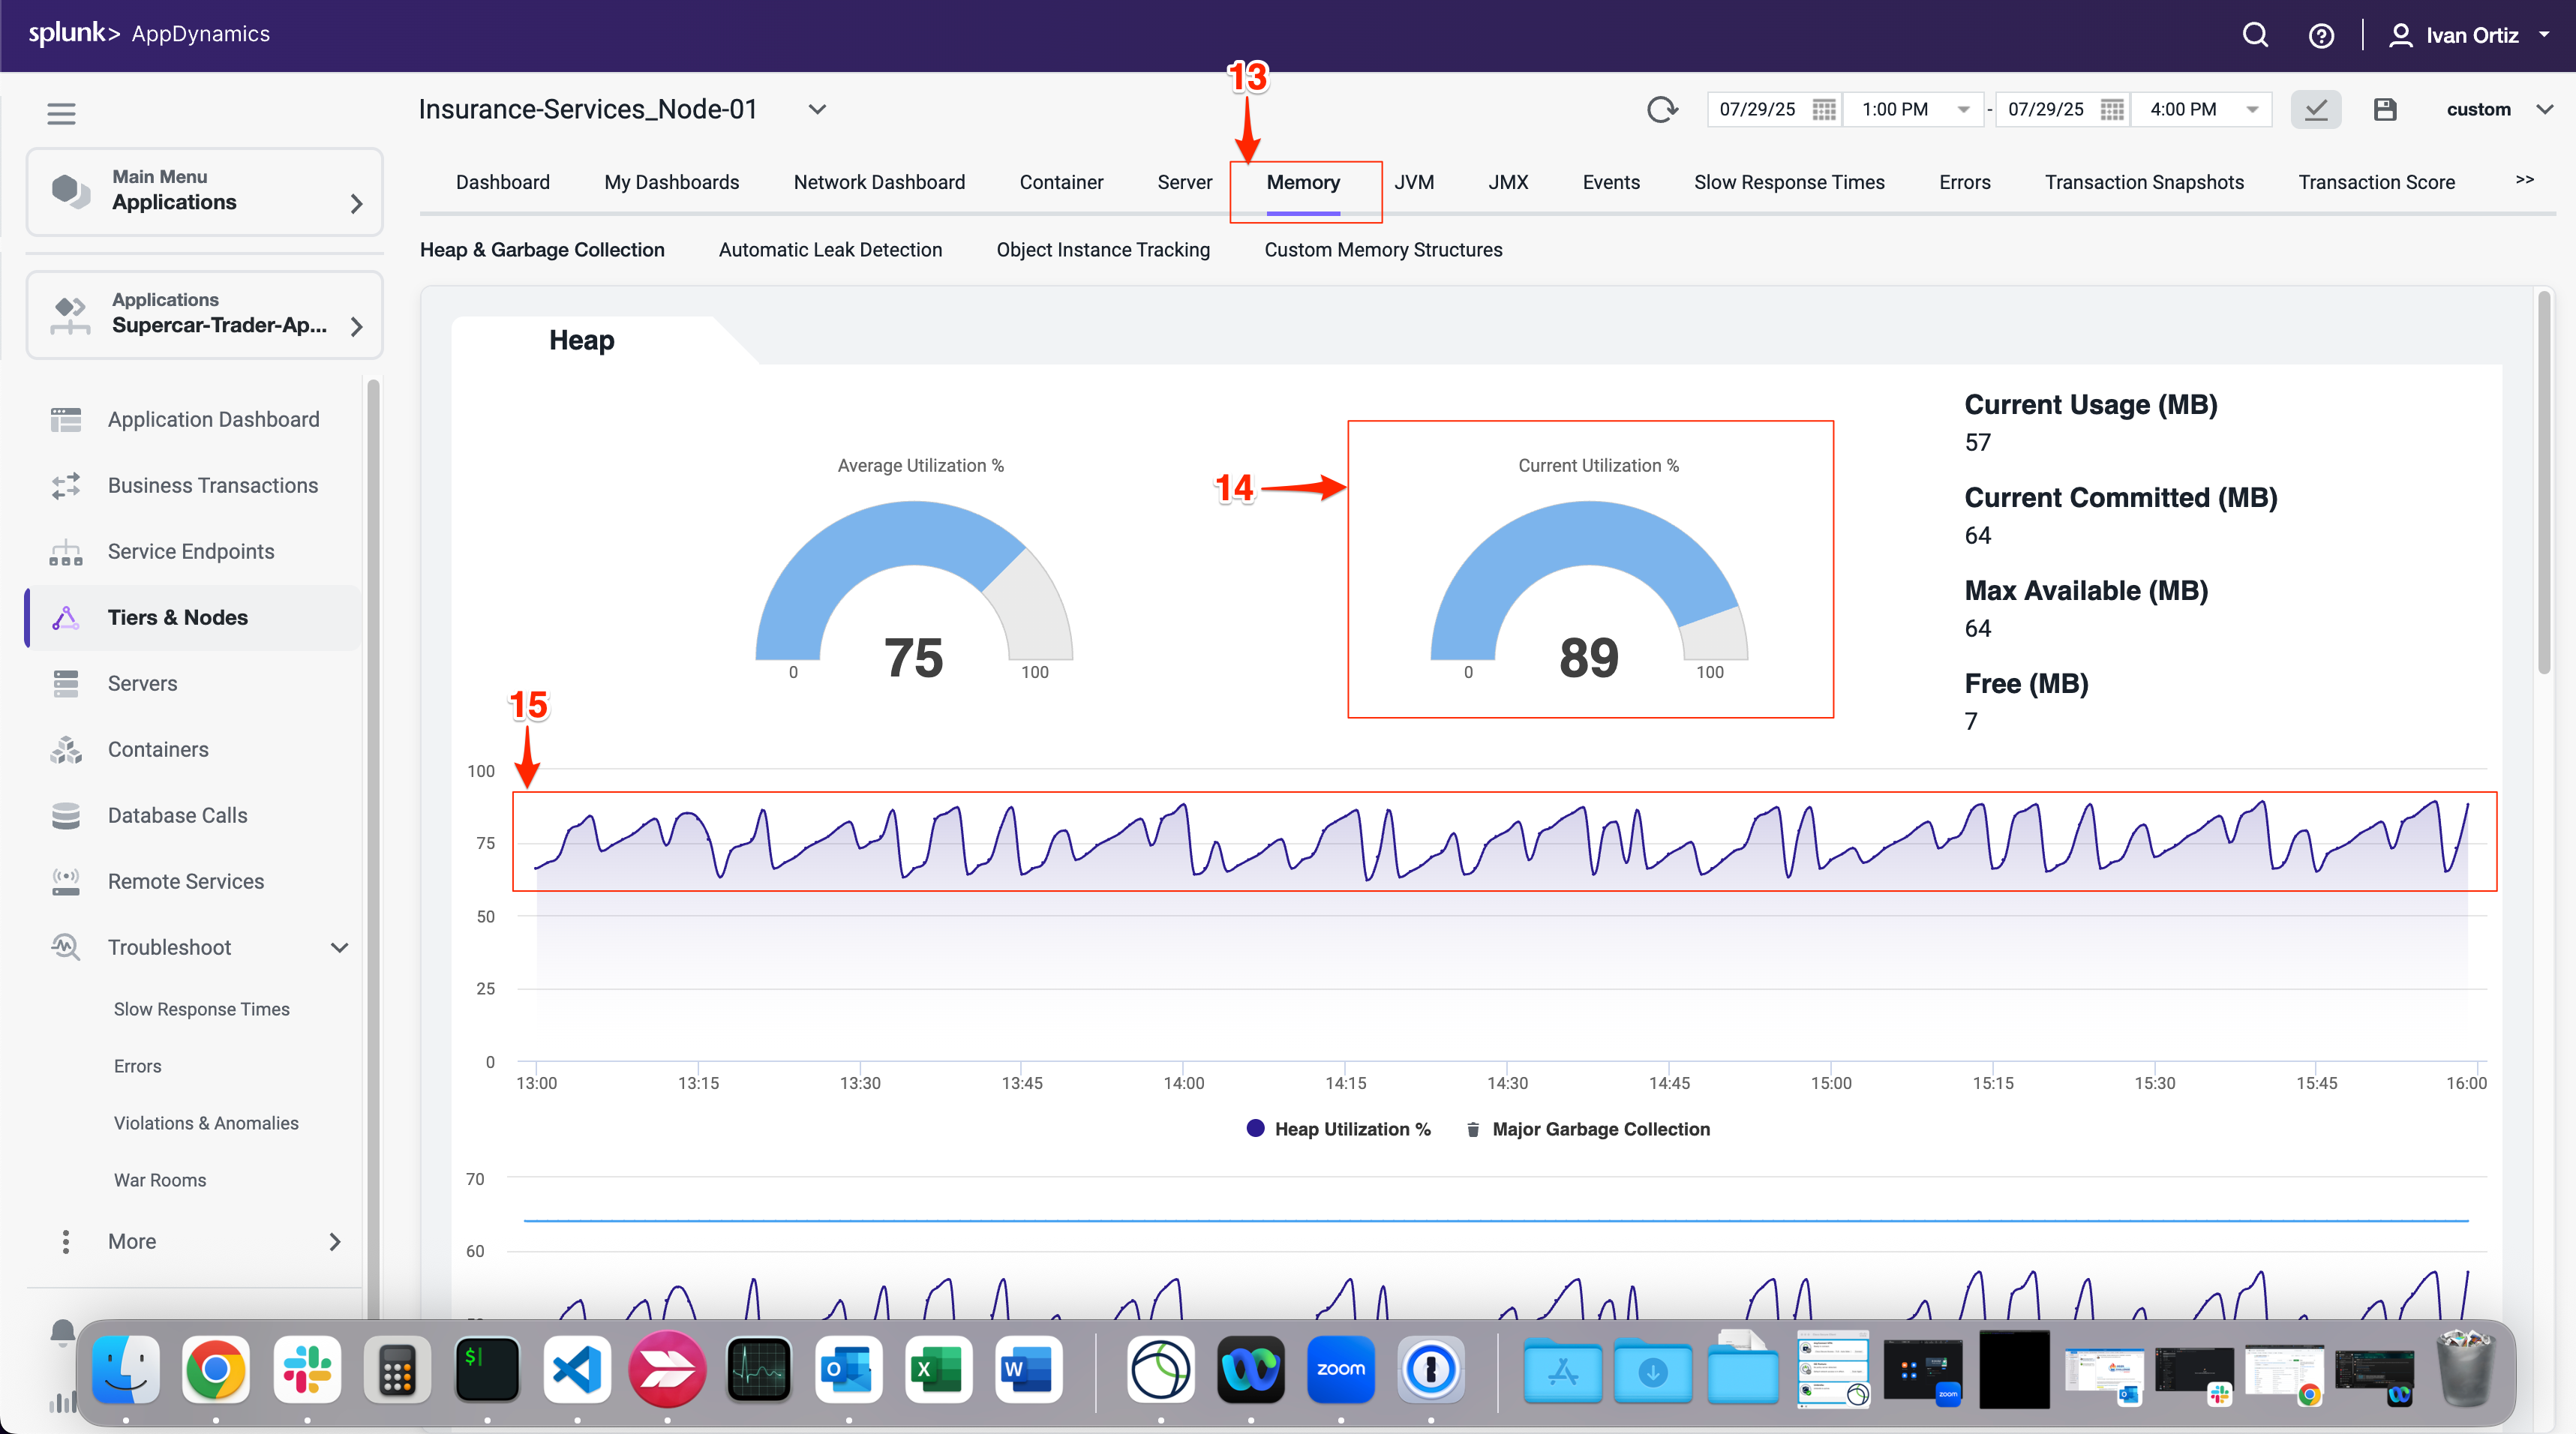 splunk> AppDynamics
Ivan Ortiz
13
Insurance-Services_Node-01
07/29/25 1:00 PM - 07/29/25 4:00 PM custom
Main Menu
Applications
Dashboard My Dashboards Network Dashboard Container Server Memory JVM JMX Events Slow Response Times Errors Transaction Snapshots Transaction Score >>
Heap & Garbage Collection Automatic Leak Detection Object Instance Tracking Custom Memory Structures
Applications
Supercar-Trader-Ap...
Application Dashboard
Business Transactions
Service Endpoints
Tiers & Nodes
Servers
Containers
Database Calls
Remote Services
Troubleshoot
Slow Response Times
Errors
Violations & Anomalies
War Rooms
More
Heap
Average Utilization %
75
0 100
14
Current Utilization %
89
0 100
Current Usage (MB)
57
Current Committed (MB)
64
Max Available (MB)
64
Free (MB)
7
15
100
75
50
25
0
13:00 13:15 13:30 13:45 14:00 14:15 14:30 14:45 15:00 15:15 15:30 15:45 16:00
Heap Utilization % Major Garbage Collection
70
60
$
zoom
zoom